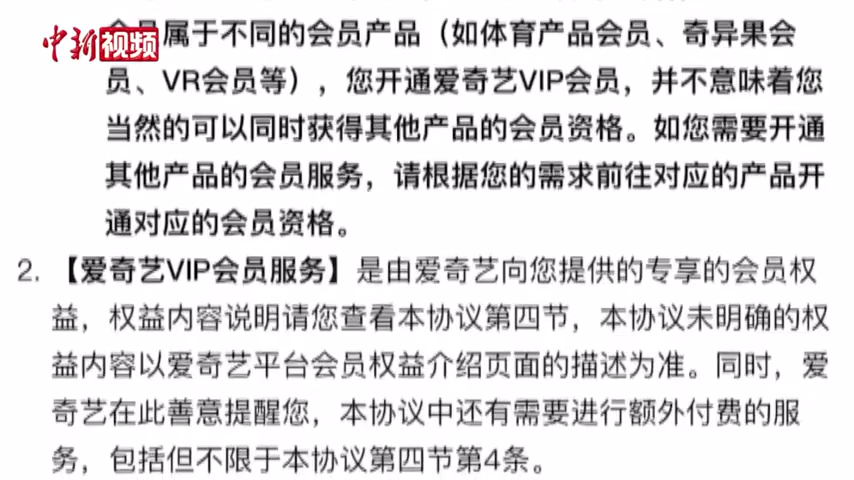 中新视频
会员属于不同的会员产品（如体育产品会员、奇异果会
员、VR会员等），您开通爱奇艺VIP会员，并不意味着您
当然的可以同时获得其他产品的会员资格。如您需要开通
其他产品的会员服务，请根据您的需求前往对应的产品开
通对应的会员资格。
2.【爱奇艺VIP会员服务】是由爱奇艺向您提供的专享的会员权
益，权益内容说明请您查看本协议第四节，本协议未明确的权
益内容以爱奇艺平台会员权益介绍页面的描述为准。同时，爱
奇艺在此善意提醒您，本协议中还有需要进行额外付费的服
务，包括但不限于本协议第四节第4条。